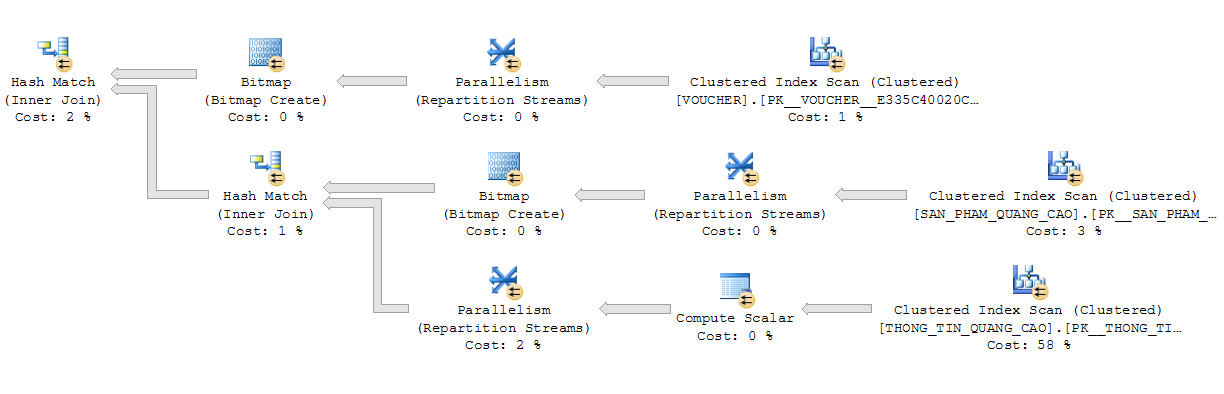 Hash Match
(Inner Join)
Cost: 2 %
Bitmap
(Bitmap Create)
Cost: 0 %
Parallelism
(Repartition Streams)
Cost: 0 %
Clustered Index Scan (Clustered)
[VOUCHER].[PK__VOUCHER__E335C40020C…
Cost: 1 %
Hash Match
(Inner Join)
Cost: 1 %
Bitmap
(Bitmap Create)
Cost: 0 %
Parallelism
(Repartition Streams)
Cost: 0 %
Clustered Index Scan (Clustered)
[SAN_PHAM_QUANG_CAO].[PK__SAN_PHAM_…
Cost: 3 %
Parallelism
(Repartition Streams)
Cost: 2 %
Compute Scalar
Cost: 0 %
Clustered Index Scan (Clustered)
[THONG_TIN_QUANG_CAO].[PK__THONG_TI…
Cost: 58 %